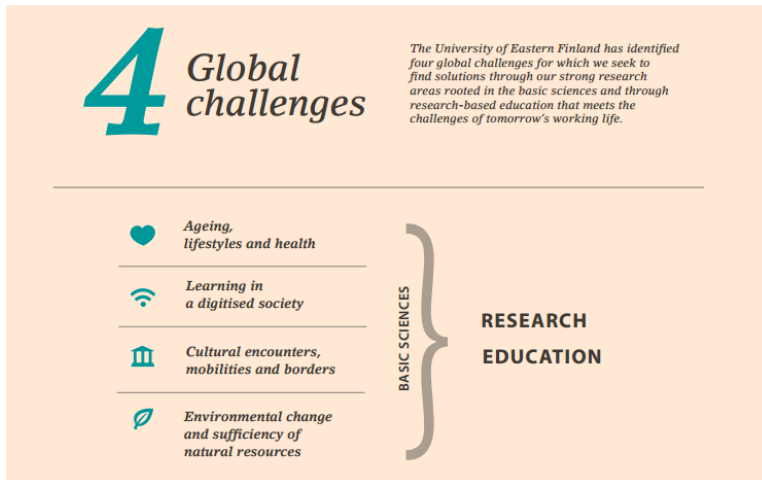 4 Global
challenges
The University of Eastern Finland has identified
four global challenges for which we seek to
find solutions through our strong research
areas rooted in the basic sciences and through
research-based education that meets the
challenges of tomorrow's working life.
Ageing,
lifestyles and health
Learning in
a digitised society
Cultural encounters,
mobilities and borders
Environmental change
and sufficiency of
natural resources
BASIC SCIENCES
RESEARCH
EDUCATION